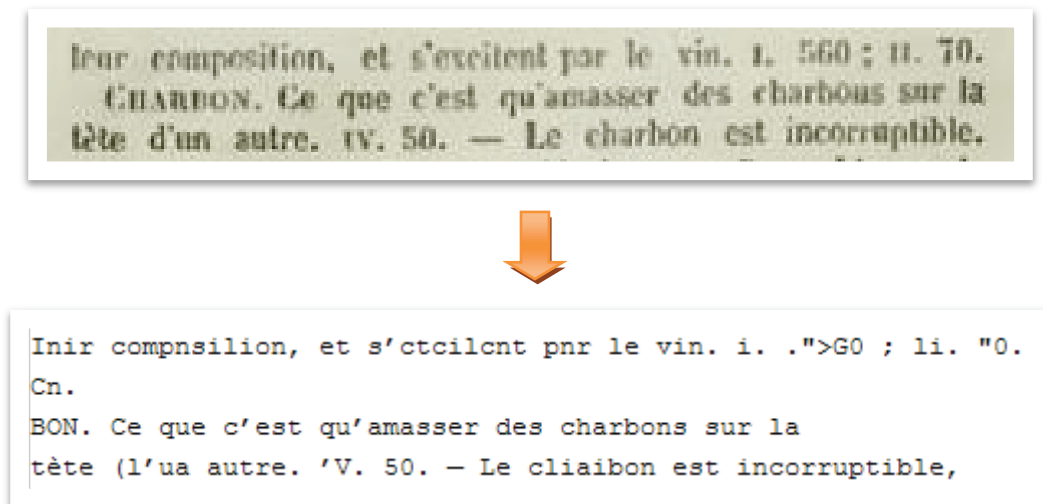 leur composition, et s'excitent par le vin. I. 560 ; II. 70.
CHARBON. Ce que c'est qu'amasser des charbons sur la
tète d'un autre. IV. 50. — Le charbon est incorruptible.
Inir compnsilion, et s’ctcilcnt pnr le vin. i. .">G0 ; li. "0.
Cn.
BON. Ce que c’est qu’amasser des charbons sur la
tète (l’ua autre. ’V. 50. — Le cliaibon est incorruptible,